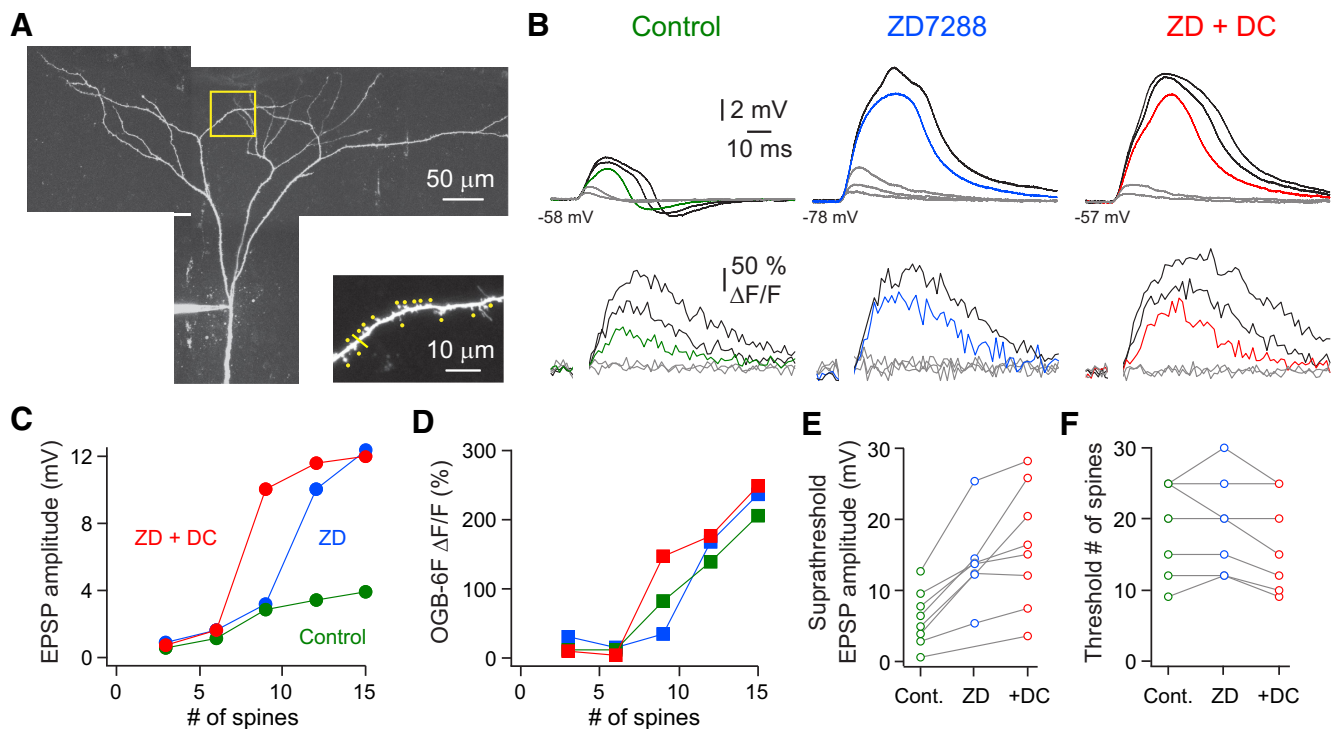 A
50 μm
10 μm
B
Control
ZD7288
ZD + DC
2 mV
10 ms
-58 mV
-78 mV
-57 mV
50 %
ΔF/F
C
EPSP amplitude (mV)
12
8
4
0
ZD + DC
ZD
Control
0
5
10
15
# of spines
D
OGB-6F ΔF/F (%)
300
200
100
0
0
5
10
15
# of spines
E
Suprathreshold
EPSP amplitude (mV)
30
20
10
0
Cont.
ZD
+DC
F
Threshold # of spines
30
20
10
0
Cont.
ZD
+DC